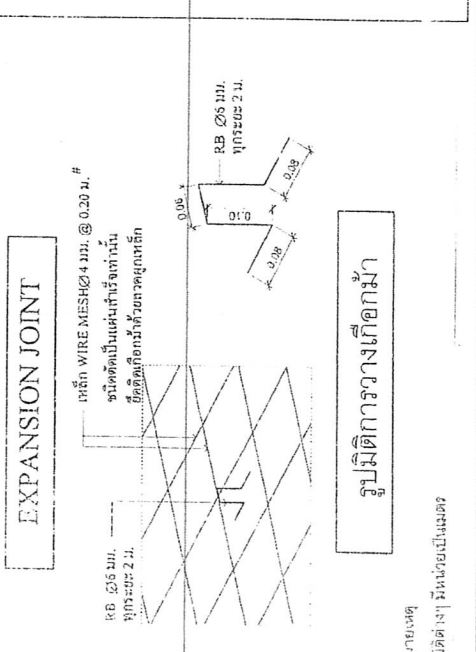 EXPANSION JOINT
เหล็ก WIRE MESHØ 4 มม. @ 0.20 ม.#
ชนิดตัดเป็นแผ่นสำเร็จเท่านั้น
ยึดติดเกือกม้าด้วยลวดผูกเหล็ก
RB Ø6 มม.
ทุกระยะ 2 ม.
RB Ø6 มม.
ทุกระยะ 2 ม.
0.06
0.10
0.08
0.08
รูปมิติการวางเกือกม้า
ายเหตุ
มิติต่างๆ มีหน่วยเป็นเมตร